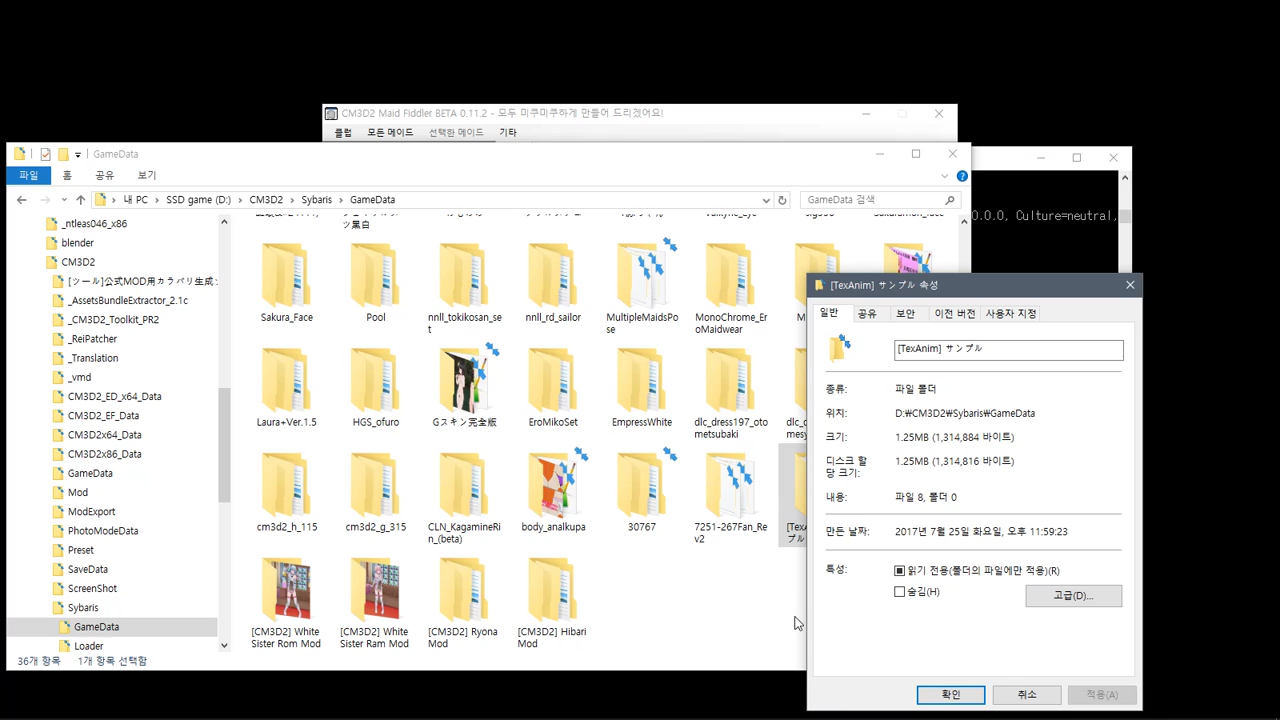 CM3D2 Maid Fiddler BETA 0.11.2 - 모두 미쿠미쿠하게 만들어 드리겠어요!
클럽 모든 메이드 선택한 메이드 기타
GameData
파일 홈 공유 보기
내 PC SSD game (D:) CM3D2 Sybaris GameData
GameData 검색
0.0.0, Culture=neutral,
_ntleas046_x86
blender
CM3D2
[ツール]公式MOD用カラバリ生成
_AssetsBundleExtractor_2.1c
_CM3D2_Toolkit_PR2
_ReiPatcher
_Translation
_vmd
CM3D2_ED_x64_Data
CM3D2_EF_Data
CM3D2x64_Data
CM3D2x86_Data
GameData
Mod
ModExport
PhotoModeData
Preset
SaveData
ScreenShot
Sybaris
GameData
Loader
黒白
Sakura_Face
Pool
nnll_tokikosan_se
t
nnll_rd_sailor
MultipleMaidsPo
se
MonoChrome_Er
oMaidwear
Laura+Ver.1.5
HGS_ofuro
Gスキン完全版
EroMikoSet
EmpressWhite
dlc_dress197_oto
metsubaki
cm3d2_h_115
cm3d2_g_315
CLN_KagamineRi
n_(beta)
body_analkupa
30767
7251-267Fan_Re
v2
[CM3D2] White
Sister Rom Mod
[CM3D2] White
Sister Ram Mod
[CM3D2] Ryona
Mod
[CM3D2] Hibari
Mod
36개 항목 1개 항목 선택함
[TexAnim] サンプル 속성
일반 공유 보안 이전 버전 사용자 지정
[TexAnim] サンプル
종류: 파일 폴더
위치: D:₩CM3D2₩Sybaris₩GameData
크기: 1.25MB (1,314,884 바이트)
디스크 할
당 크기: 1.25MB (1,314,816 바이트)
내용: 파일 8, 폴더 0
만든 날짜: 2017년 7월 25일 화요일, 오후 11:59:23
특성: 읽기 전용(폴더의 파일에만 적용)(R)
숨김(H)
고급(D)...
확인 취소 적용(A)